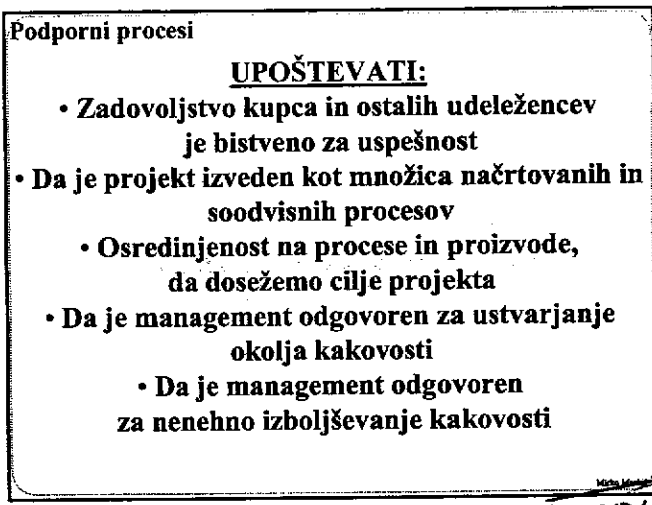 Podporni procesi
UPOŠTEVATI:
• Zadovoljstvo kupca in ostalih udeležencev
je bistveno za uspešnost
• Da je projekt izveden kot množica načrtovanih in
soodvisnih procesov
• Osredinjenost na procese in proizvode,
da dosežemo cilje projekta
• Da je management odgovoren za ustvarjanje
okolja kakovosti
• Da je management odgovoren
za nenehno izboljševanje kakovosti